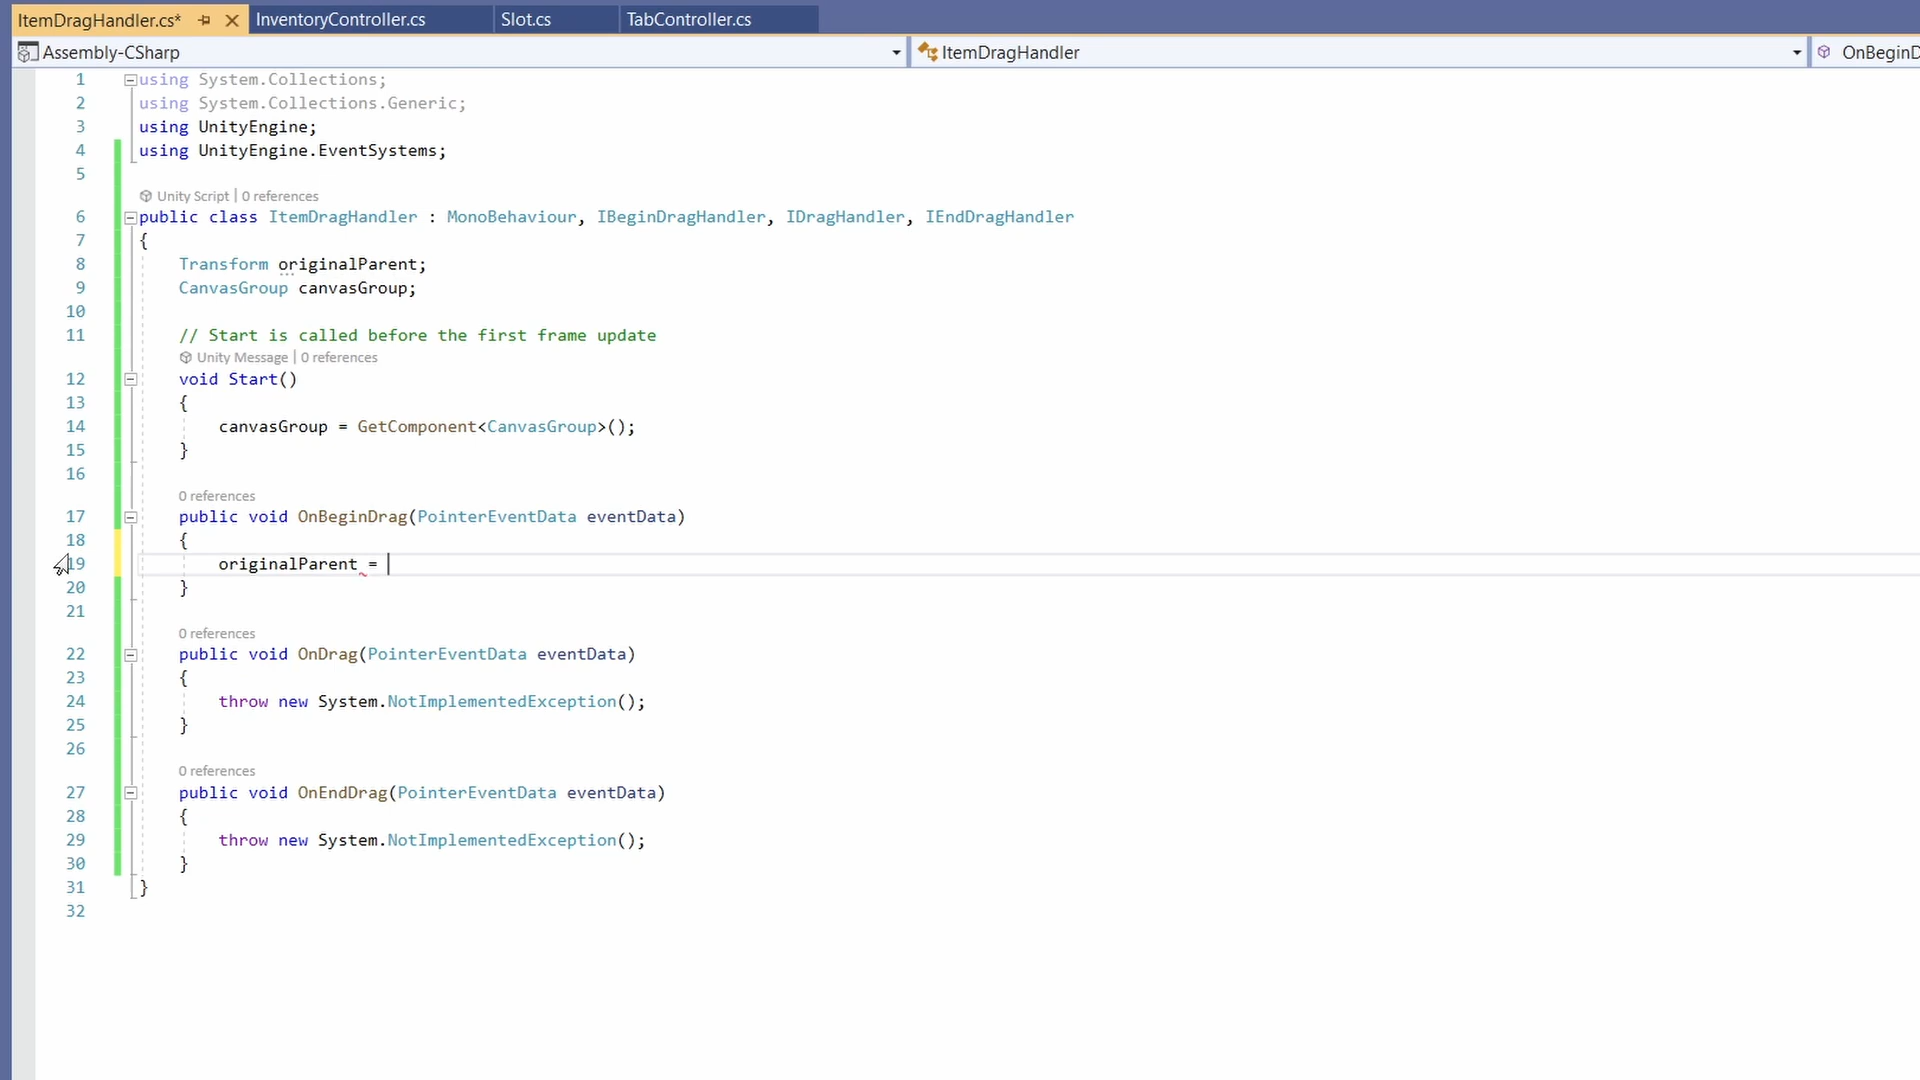 ItemDragHandler.cs* InventoryController.cs Slot.cs TabController.cs
Assembly-CSharp ItemDragHandler OnBeginD
1 using System.Collections;
2 using System.Collections.Generic;
3 using UnityEngine;
4 using UnityEngine.EventSystems;
5
Unity Script | 0 references
6 public class ItemDragHandler : MonoBehaviour, IBeginDragHandler, IDragHandler, IEndDragHandler
7 {
8 Transform originalParent;
9 CanvasGroup canvasGroup;
10
11 // Start is called before the first frame update
Unity Message | 0 references
12 void Start()
13 {
14 canvasGroup = GetComponent<CanvasGroup>();
15 }
16
0 references
17 public void OnBeginDrag(PointerEventData eventData)
18 {
19 originalParent =
20 }
21
0 references
22 public void OnDrag(PointerEventData eventData)
23 {
24 throw new System.NotImplementedException();
25 }
26
0 references
27 public void OnEndDrag(PointerEventData eventData)
28 {
29 throw new System.NotImplementedException();
30 }
31 }
32